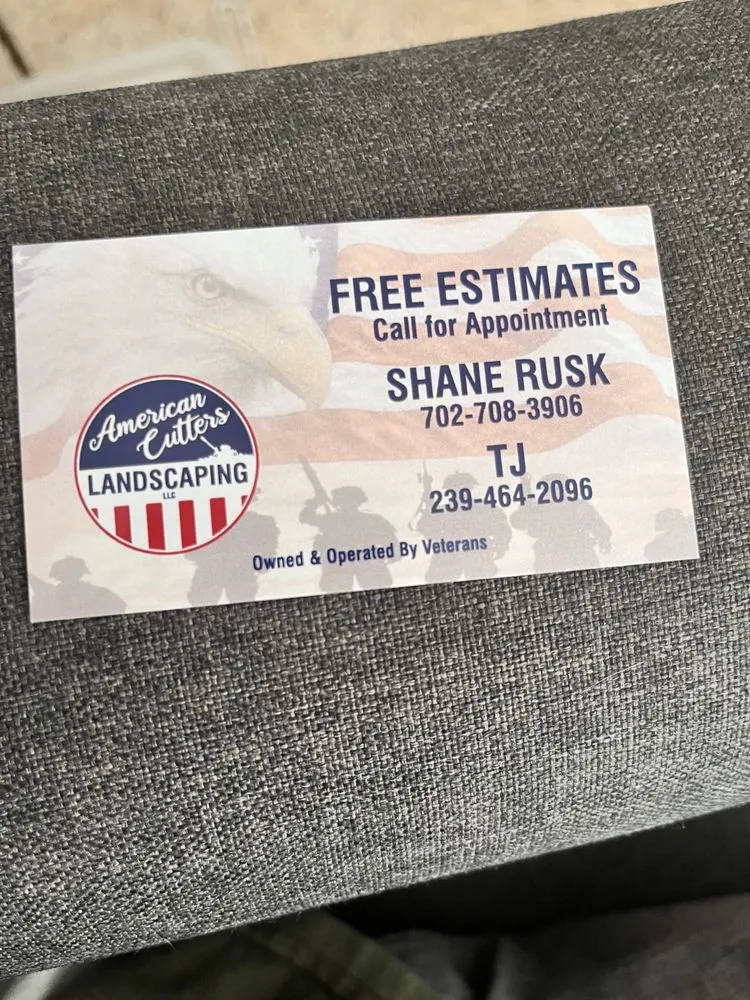 FREE ESTIMATES
Call for Appointment
SHANE RUSK
702-708-3906
TJ
239-464-2096
American
Cutters
LANDSCAPING
LLC
Owned & Operated By Veterans